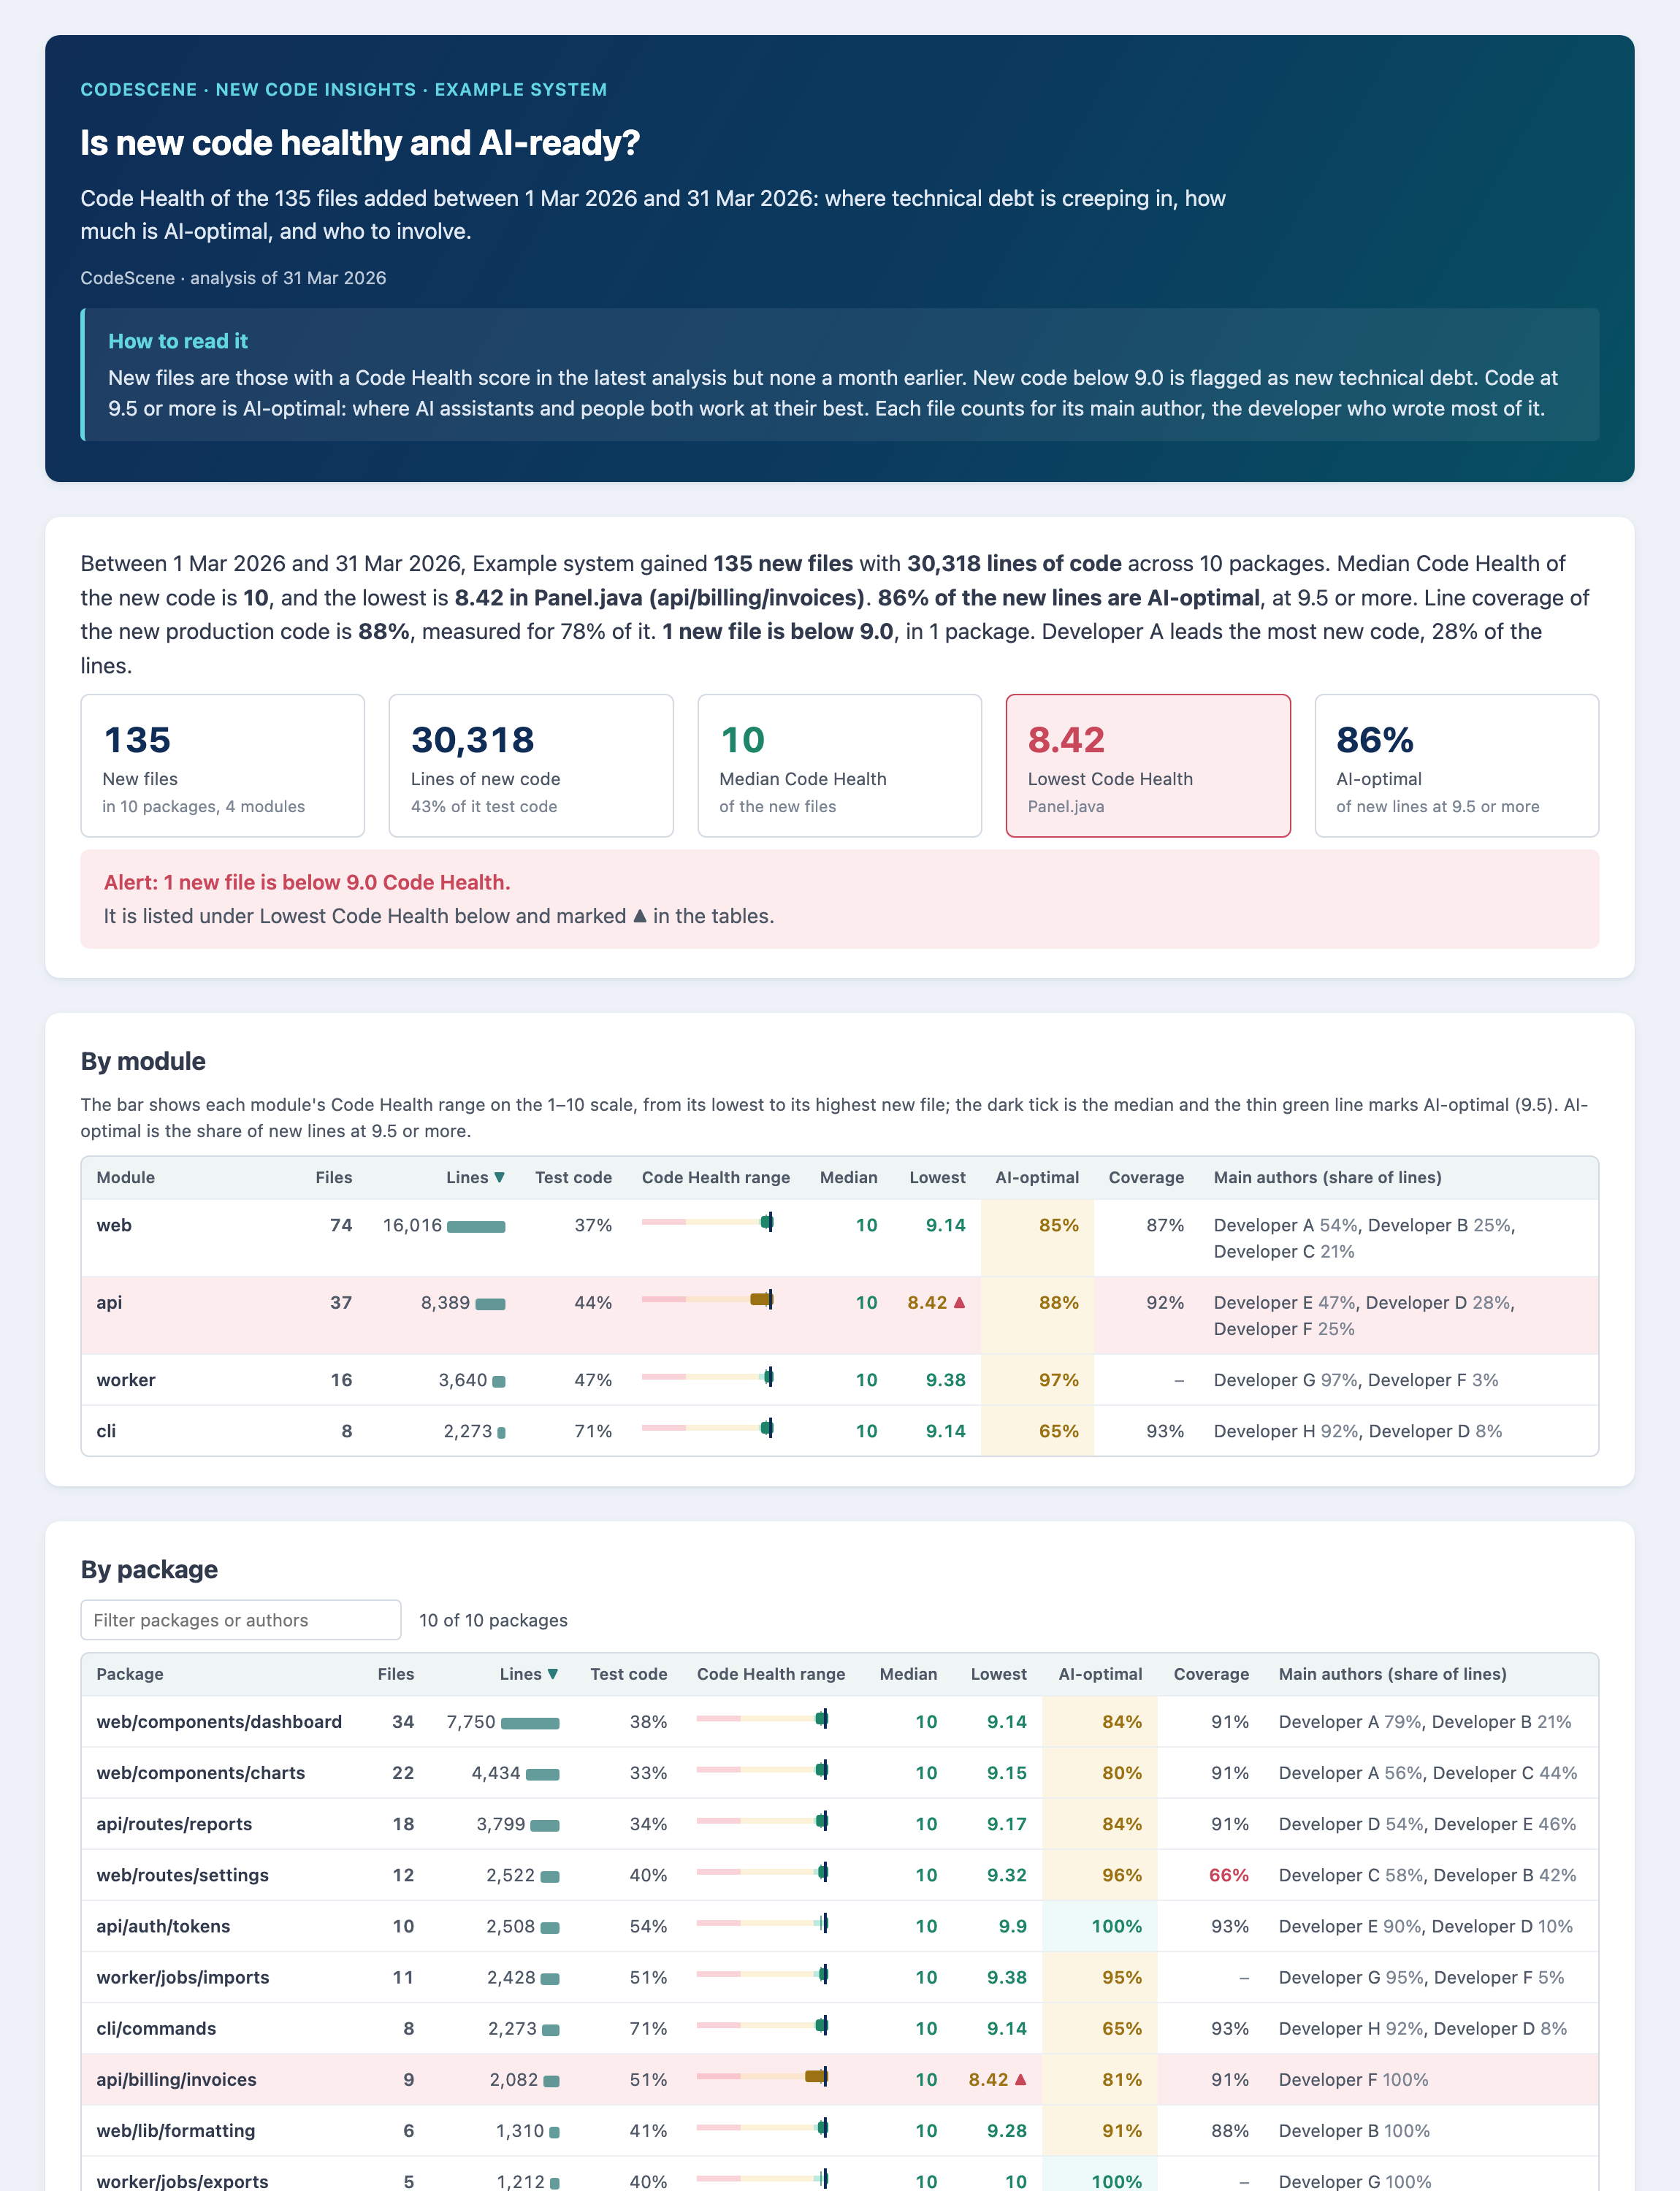 CODESCENE · NEW CODE INSIGHTS · EXAMPLE SYSTEM
Is new code healthy and AI-ready?
Code Health of the 135 files added between 1 Mar 2026 and 31 Mar 2026: where technical debt is creeping in, how
much is AI-optimal, and who to involve.
CodeScene · analysis of 31 Mar 2026
How to read it
New files are those with a Code Health score in the latest analysis but none a month earlier. New code below 9.0 is flagged as new technical debt. Code at
9.5 or more is AI-optimal: where AI assistants and people both work at their best. Each file counts for its main author, the developer who wrote most of it.
Between 1 Mar 2026 and 31 Mar 2026, Example system gained 135 new files with 30,318 lines of code across 10 packages. Median Code Health of
the new code is 10, and the lowest is 8.42 in Panel.java (api/billing/invoices). 86% of the new lines are AI-optimal, at 9.5 or more. Line coverage of
the new production code is 88%, measured for 78% of it. 1 new file is below 9.0, in 1 package. Developer A leads the most new code, 28% of the
lines.
135
New files
in 10 packages, 4 modules
30,318
Lines of new code
43% of it test code
10
Median Code Health
of the new files
8.42
Lowest Code Health
Panel.java
86%
AI-optimal
of new lines at 9.5 or more
Alert: 1 new file is below 9.0 Code Health.
It is listed under Lowest Code Health below and marked ▲ in the tables.
By module
The bar shows each module's Code Health range on the 1–10 scale, from its lowest to its highest new file; the dark tick is the median and the thin green line marks AI-optimal (9.5). AI-
optimal is the share of new lines at 9.5 or more.
Module Files Lines ▼ Test code Code Health range Median Lowest AI-optimal Coverage Main authors (share of lines)
web 74 16,016 37% 10 9.14 85% 87% Developer A 54%, Developer B 25%,
Developer C 21%
api 37 8,389 44% 10 8.42 ▲ 88% 92% Developer E 47%, Developer D 28%,
Developer F 25%
worker 16 3,640 47% 10 9.38 97% – Developer G 97%, Developer F 3%
cli 8 2,273 71% 10 9.14 65% 93% Developer H 92%, Developer D 8%
By package
Filter packages or authors 10 of 10 packages
Package Files Lines ▼ Test code Code Health range Median Lowest AI-optimal Coverage Main authors (share of lines)
web/components/dashboard 34 7,750 38% 10 9.14 84% 91% Developer A 79%, Developer B 21%
web/components/charts 22 4,434 33% 10 9.15 80% 91% Developer A 56%, Developer C 44%
api/routes/reports 18 3,799 34% 10 9.17 84% 91% Developer D 54%, Developer E 46%
web/routes/settings 12 2,522 40% 10 9.32 96% 66% Developer C 58%, Developer B 42%
api/auth/tokens 10 2,508 54% 10 9.9 100% 93% Developer E 90%, Developer D 10%
worker/jobs/imports 11 2,428 51% 10 9.38 95% – Developer G 95%, Developer F 5%
cli/commands 8 2,273 71% 10 9.14 65% 93% Developer H 92%, Developer D 8%
api/billing/invoices 9 2,082 51% 10 8.42 ▲ 81% 91% Developer F 100%
web/lib/formatting 6 1,310 41% 10 9.28 91% 88% Developer B 100%
worker/jobs/exports 5 1,212 40% 10 10 100% – Developer G 100%